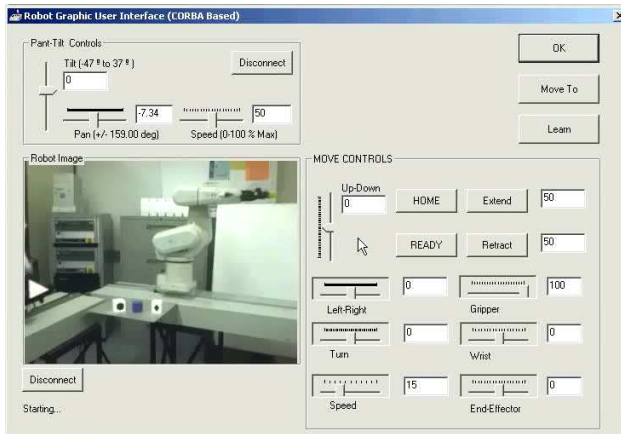 Robot Graphic User Interface (CORBA Based)
Pant-Tilt Controls
Tilt (-47 º to 37 º )
0
Disconnect
-7.34
50
Pan (+/- 159.00 deg)
Speed (0-100 % Max)
OK
Move To
Learn
Robot Image
Disconnect
Starting...
MOVE CONTROLS
Up-Down
0
HOME
Extend
50
READY
Retract
50
0
100
Left-Right
Gripper
0
0
Turn
Wrist
15
0
Speed
End-Effector